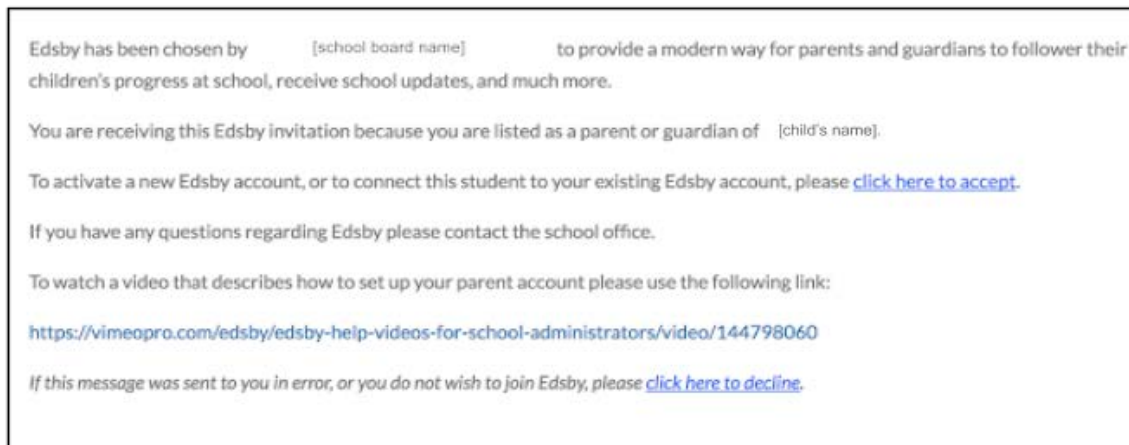 Edsby has been chosen by [school board name] to provide a modern way for parents and guardians to follower their
children's progress at school, receive school updates, and much more.
You are receiving this Edsby invitation because you are listed as a parent or guardian of [child's name].
To activate a new Edsby account, or to connect this student to your existing Edsby account, please click here to accept.
If you have any questions regarding Edsby please contact the school office.
To watch a video that describes how to set up your parent account please use the following link:
https://vimeopro.com/edsby/edsby-help-videos-for-school-administrators/video/144798060
If this message was sent to you in error, or you do not wish to join Edsby, please click here to decline.